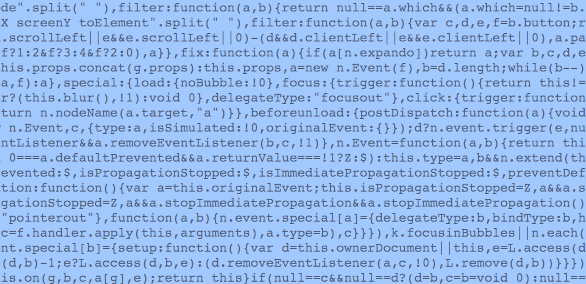 de".split(" "),filter:function(a,b){return null==a.which&&(a.which=null!=b.
X screenY toElement".split(" "),filter:function(a,b){var c,d,e,f=b.button;r
.scrollLeft||e&&e.scrollLeft||0)-(d&&d.clientLeft||e&&e.clientLeft||0),a.pa
f?1:2&f?3:4&f?2:0),a}},fix:function(a){if(a[n.expando])return a;var b,c,d,e
this.props.concat(g.props):this.props,a=new n.Event(f),b=d.length;while(b--)
a,f):a},special:{load:{noBubble:!0},focus:{trigger:function(){return this!=
r?(this.blur(),!1):void 0},delegateType:"focusout"},click:{trigger:function
turn n.nodeName(a.target,"a")}},beforeunload:{postDispatch:function(a){void
w n.Event,c,{type:a,isSimulated:!0,originalEvent:{}});d?n.event.trigger(e,nu
ntListener&&a.removeEventListener(b,c,!1)},n.Event=function(a,b){return thi
 0===a.defaultPrevented&&a.returnValue===!1?Z:$):this.type=a,b&&n.extend(th
evented:$,isPropagationStopped:$,isImmediatePropagationStopped:$,preventDef
tion:function(){var a=this.originalEvent;this.isPropagationStopped=Z,a&&a.s
gationStopped=Z,a&&a.stopImmediatePropagation&&a.stopImmediatePropagation()
"pointerout"},function(a,b){n.event.special[a]={delegateType:b,bindType:b,h
c=f.handler.apply(this,arguments),a.type=b),c}}}),k.focusinBubbles||n.each(
nt.special[b]={setup:function(){var d=this.ownerDocument||this,e=L.access(d
(d,b)-1;e?L.access(d,b,e):(d.removeEventListener(a,c,!0),L.remove(d,b))}}})
is.on(g,b,c,a[g],e);return this}if(null==c&&null==d?(d=b,c=b=void 0):null==